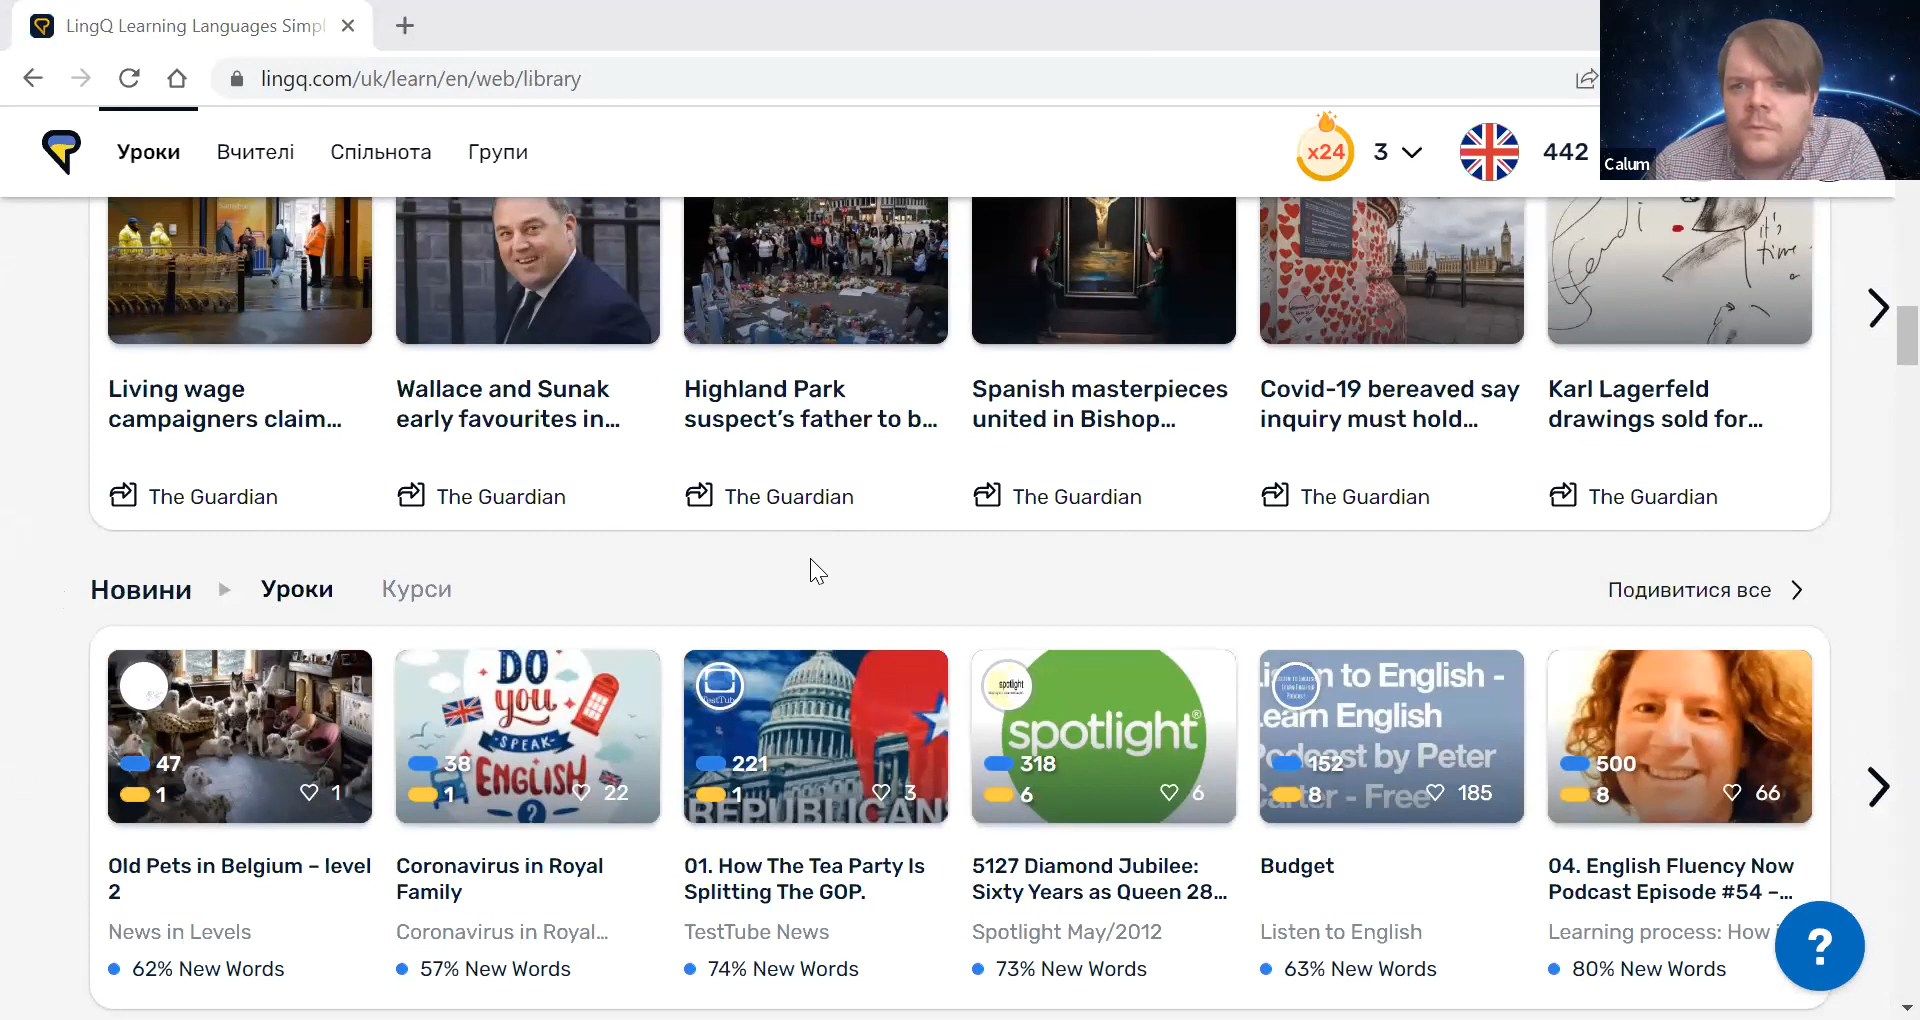 LingQ Learning Languages Simpl
lingq.com/uk/learn/en/web/library
Calum
Уроки
Вчителі
Спільнота
Групи
x24
3
442
it's
time
Living wage
campaigners claim...
Wallace and Sunak
early favourites in...
Highland Park
suspect's father to b...
Spanish masterpieces
united in Bishop...
Covid-19 bereaved say
inquiry must hold...
Karl Lagerfeld
drawings sold for...
The Guardian
The Guardian
The Guardian
The Guardian
The Guardian
The Guardian
Новини
Уроки
Курси
Подивитися все
47
1
1
DO
you
SPEAK
ENGLISH
?
38
1
22
TestTub
REPUBLICAN
221
1
3
spotlight
spotlight®
318
6
6
to English -
Learn English
Podcast by Peter
Carter - Free
152
8
185
500
8
66
Old Pets in Belgium – level
2
News in Levels
62% New Words
Coronavirus in Royal
Family
Coronavirus in Royal...
57% New Words
01. How The Tea Party Is
Splitting The GOP.
TestTube News
74% New Words
5127 Diamond Jubilee:
Sixty Years as Queen 28...
Spotlight May/2012
73% New Words
Budget
Listen to English
63% New Words
04. English Fluency Now
Podcast Episode #54 –...
Learning process: How i
80% New Words
?